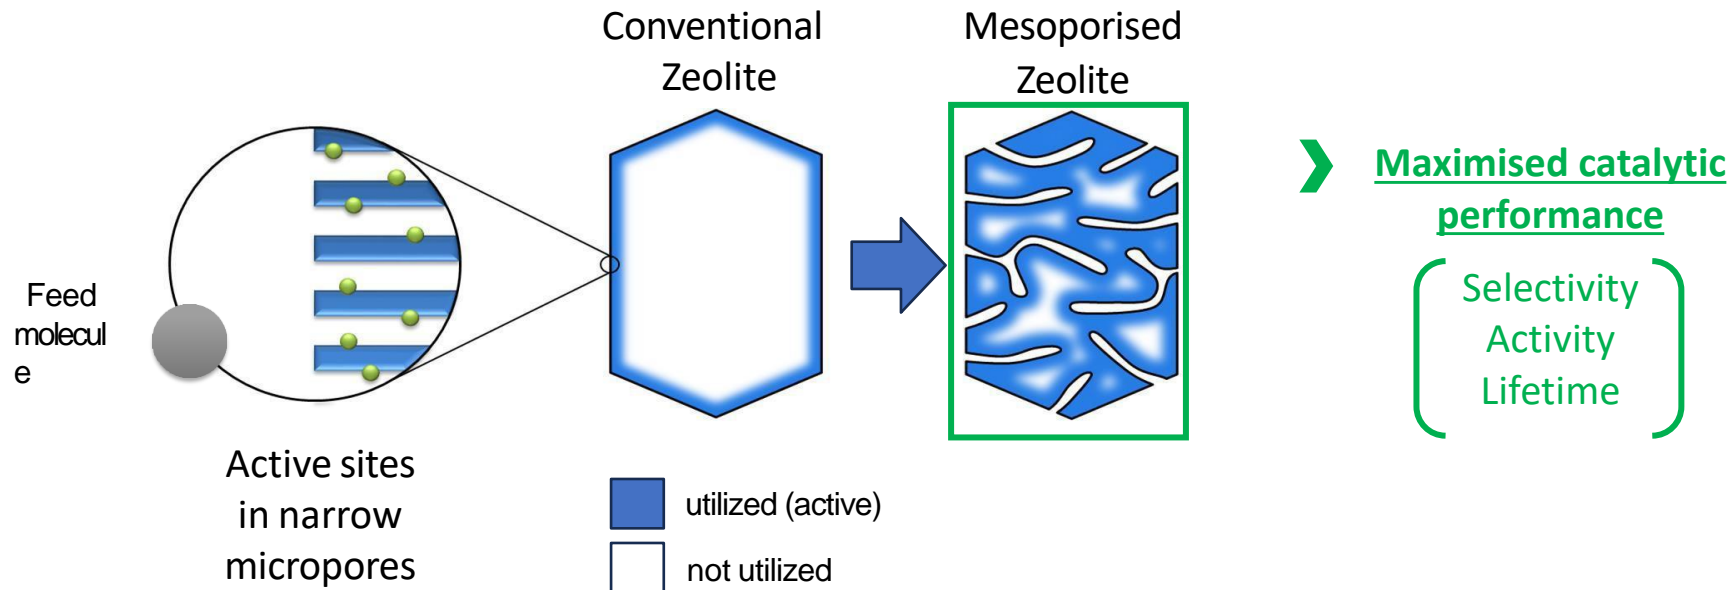 Conventional
Zeolite
Mesoporised
Zeolite
Maximised catalytic
performance
Selectivity
Activity
Lifetime
Feed
molecul
e
Active sites
in narrow
micropores
utilized (active)
not utilized